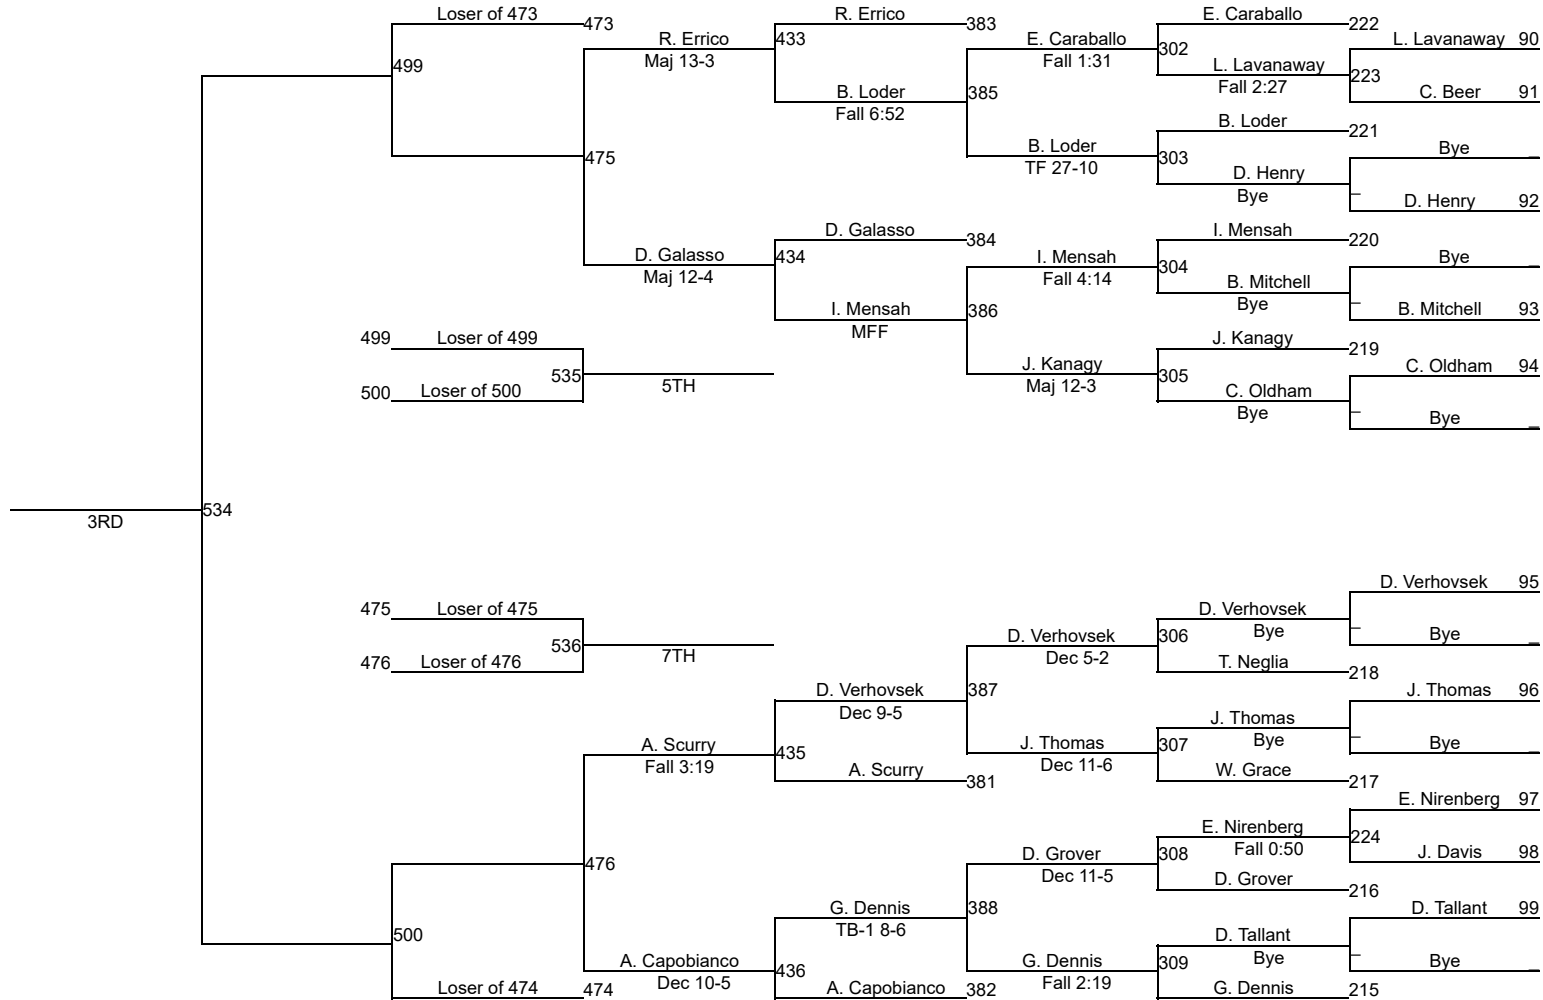 Loser of 473
473
R. Errico
383
E. Caraballo
222
R. Errico
433
E. Caraballo
302
L. Lavanaway 90
Maj 13-3
Fall 1:31
499
L. Lavanaway
223
Fall 2:27
B. Loder
385
C. Beer 91
Fall 6:52
B. Loder
221
475
B. Loder
303
Bye _
TF 27-10
D. Henry
_
Bye
D. Henry 92
D. Galasso
384
I. Mensah
220
D. Galasso
434
I. Mensah
304
Bye _
Maj 12-4
Fall 4:14
B. Mitchell
_
Bye
I. Mensah
386
B. Mitchell 93
MFF
499 Loser of 499
J. Kanagy
219
535
5TH
J. Kanagy
305
C. Oldham 94
Maj 12-3
500 Loser of 500
C. Oldham
_
Bye
Bye _
534
3RD
D. Verhovsek 95
475 Loser of 475
D. Verhovsek
306
Bye
_
536
7TH
D. Verhovsek
Dec 5-2
Bye _
476 Loser of 476
T. Neglia
218
D. Verhovsek
387
J. Thomas 96
Dec 9-5
J. Thomas
307
Bye
_
A. Scurry
435
J. Thomas
Bye _
Fall 3:19
Dec 11-6
A. Scurry
381
W. Grace
217
E. Nirenberg 97
E. Nirenberg
224
Fall 0:50
476
D. Grover
308
J. Davis 98
Dec 11-5
D. Grover
216
G. Dennis
388
D. Tallant 99
TB-1 8-6
500
D. Tallant
309
Bye
_
A. Capobianco
436
G. Dennis
Bye _
Dec 10-5
Fall 2:19
Loser of 474
474
A. Capobianco
382
G. Dennis
215